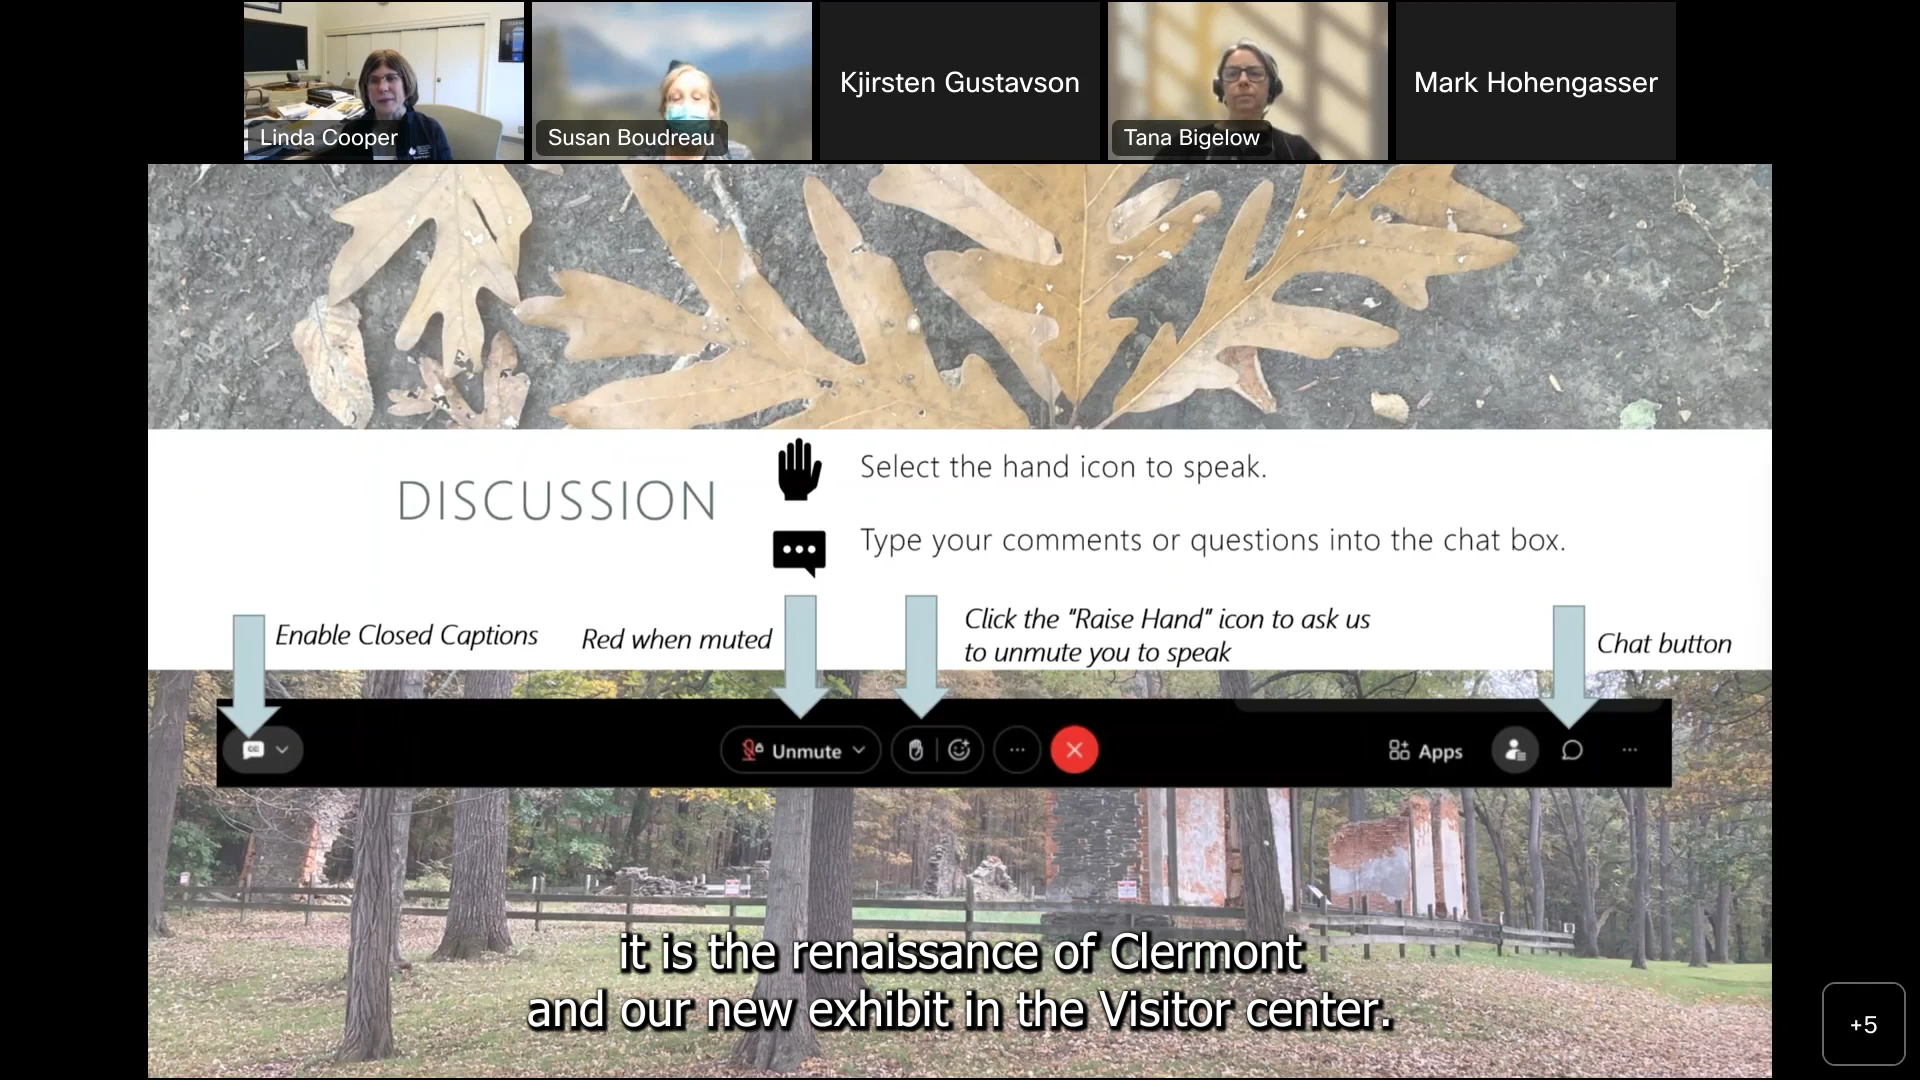 Linda Cooper
Susan Boudreau
Kjirsten Gustavson
Tana Bigelow
Mark Hohengasser
DISCUSSION
Select the hand icon to speak.
Type your comments or questions into the chat box.
Enable Closed Captions
Red when muted
Click the "Raise Hand" icon to ask us
to unmute you to speak
Chat button
CC
Unmute
Apps
it is the renaissance of Clermont
and our new exhibit in the Visitor center.
+5